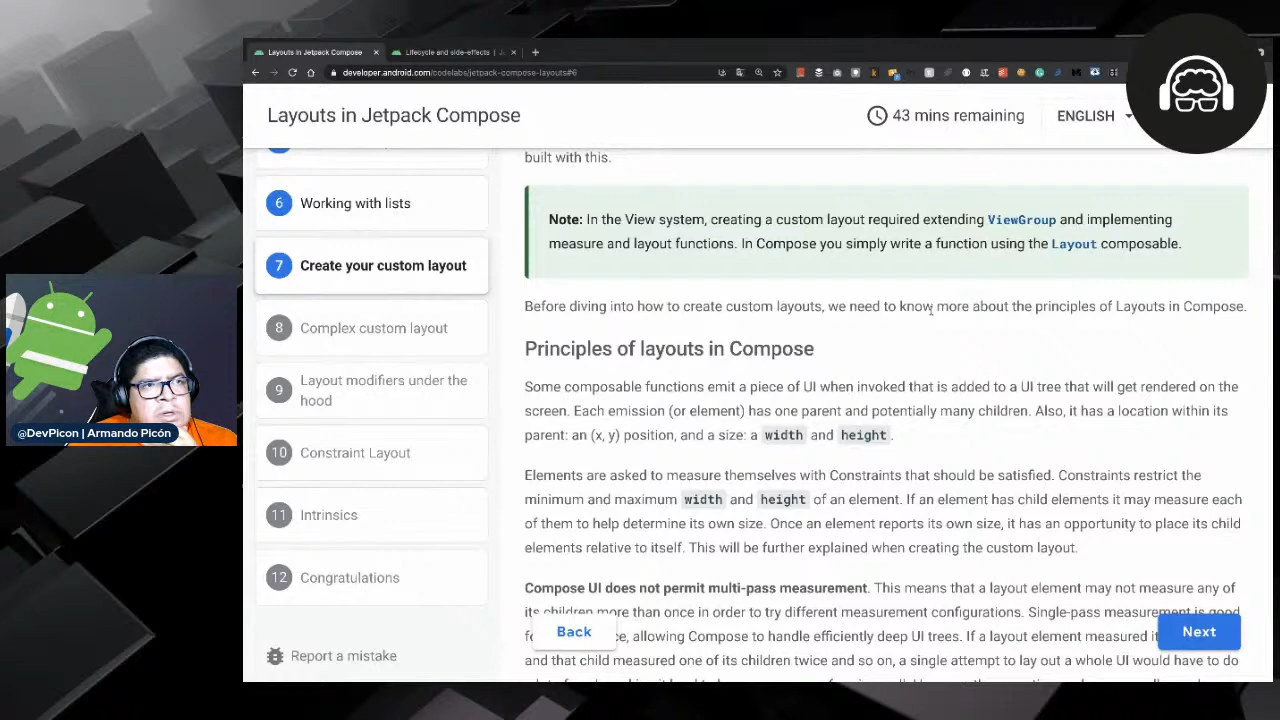 Layouts in Jetpack Compose
Lifecycle and side-effects
developer.android.com/codelabs/jetpack-compose-layouts#6
Layouts in Jetpack Compose
43 mins remaining
ENGLISH
6 Working with lists
7 Create your custom layout
8 Complex custom layout
9 Layout modifiers under the
hood
10 Constraint Layout
11 Intrinsics
12 Congratulations
Report a mistake
built with this.
Note: In the View system, creating a custom layout required extending ViewGroup and implementing
measure and layout functions. In Compose you simply write a function using the Layout composable.
Before diving into how to create custom layouts, we need to know more about the principles of Layouts in Compose.
Principles of layouts in Compose
Some composable functions emit a piece of UI when invoked that is added to a UI tree that will get rendered on the
screen. Each emission (or element) has one parent and potentially many children. Also, it has a location within its
parent: an (x, y) position, and a size: a width and height.
Elements are asked to measure themselves with Constraints that should be satisfied. Constraints restrict the
minimum and maximum width and height of an element. If an element has child elements it may measure each
of them to help determine its own size. Once an element reports its own size, it has an opportunity to place its child
elements relative to itself. This will be further explained when creating the custom layout.
Compose UI does not permit multi-pass measurement. This means that a layout element may not measure any of
its children more than once in order to try different measurement configurations. Single-pass measurement is good
allowing Compose to handle efficiently deep UI trees. If a layout element measured
and that child measured one of its children twice and so on, a single attempt to lay out a whole UI would have to do
Back
Next
@DevPicon | Armando Picón